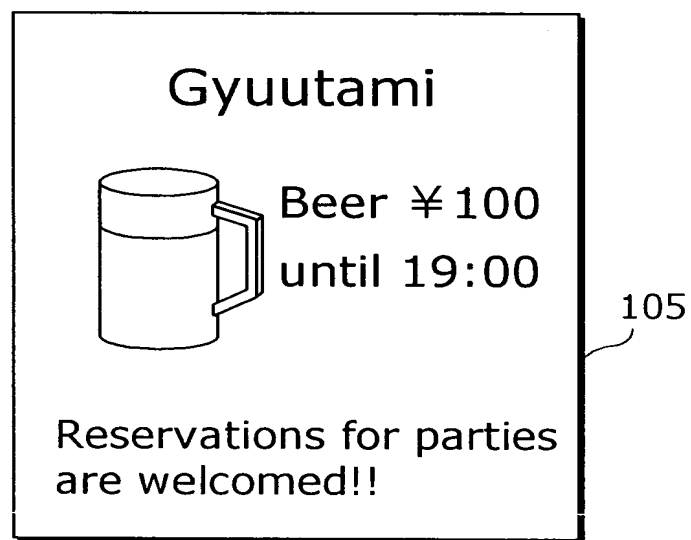 Gyuutami
Beer ¥100
until 19:00
105
Reservations for parties
are welcomed!!